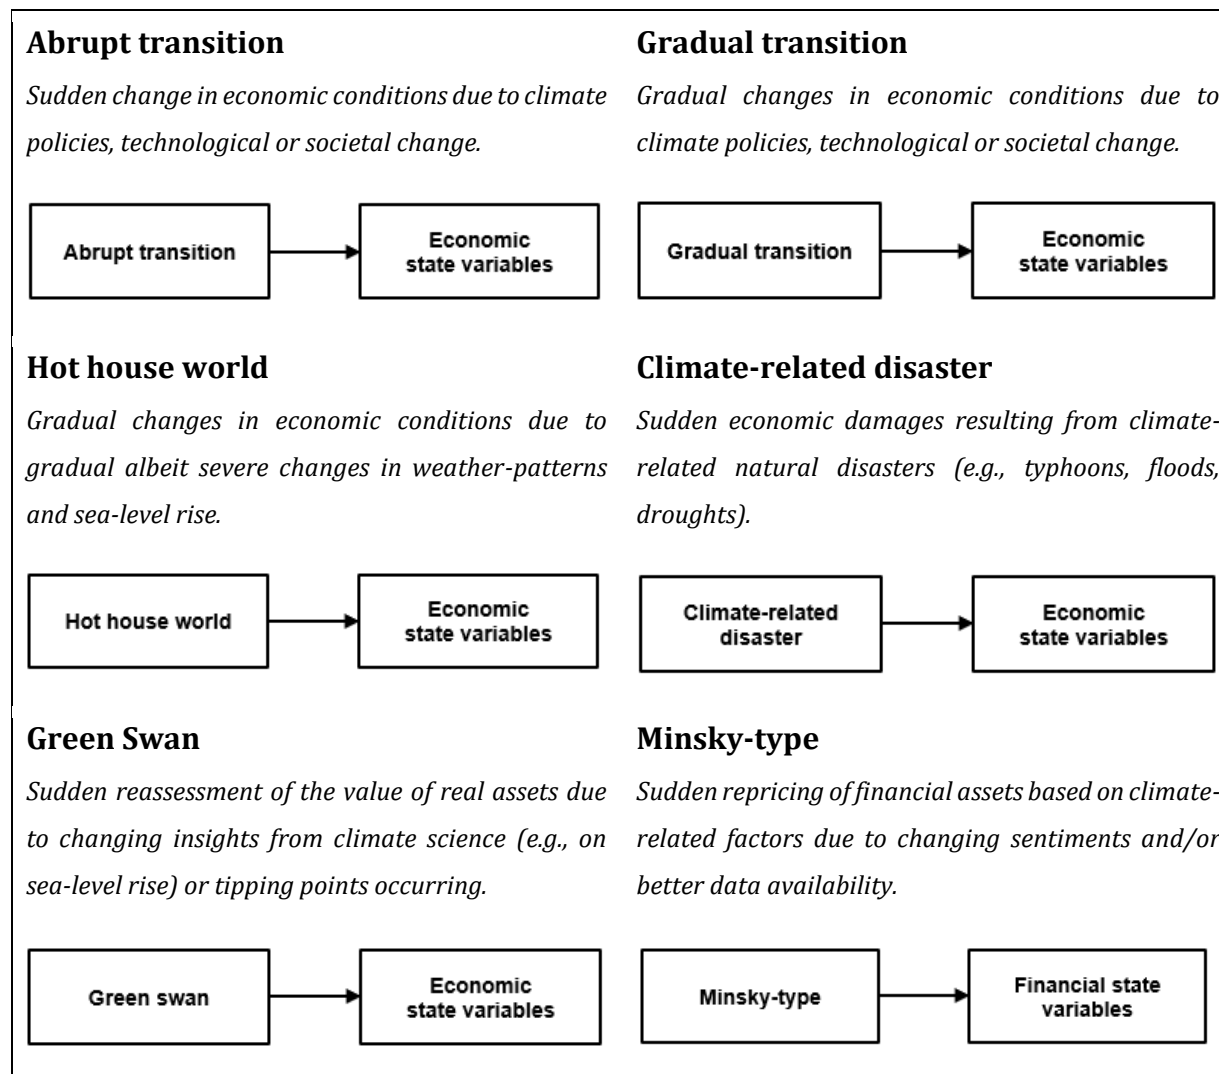 Abrupt transition
Sudden change in economic conditions due to climate
policies, technological or societal change.
Abrupt transition
Economic
state variables
Gradual transition
Gradual changes in economic conditions due to
climate policies, technological or societal change.
Gradual transition
Economic
state variables
Hot house world
Gradual changes in economic conditions due to
gradual albeit severe changes in weather-patterns
and sea-level rise.
Hot house world
Economic
state variables
Climate-related disaster
Sudden economic damages resulting from climate-
related natural disasters (e.g., typhoons, floods,
droughts).
Climate-related
disaster
Economic
state variables
Green Swan
Sudden reassessment of the value of real assets due
to changing insights from climate science (e.g., on
sea-level rise) or tipping points occurring.
Green swan
Economic
state variables
Minsky-type
Sudden repricing of financial assets based on climate-
related factors due to changing sentiments and/or
better data availability.
Minsky-type
Financial state
variables